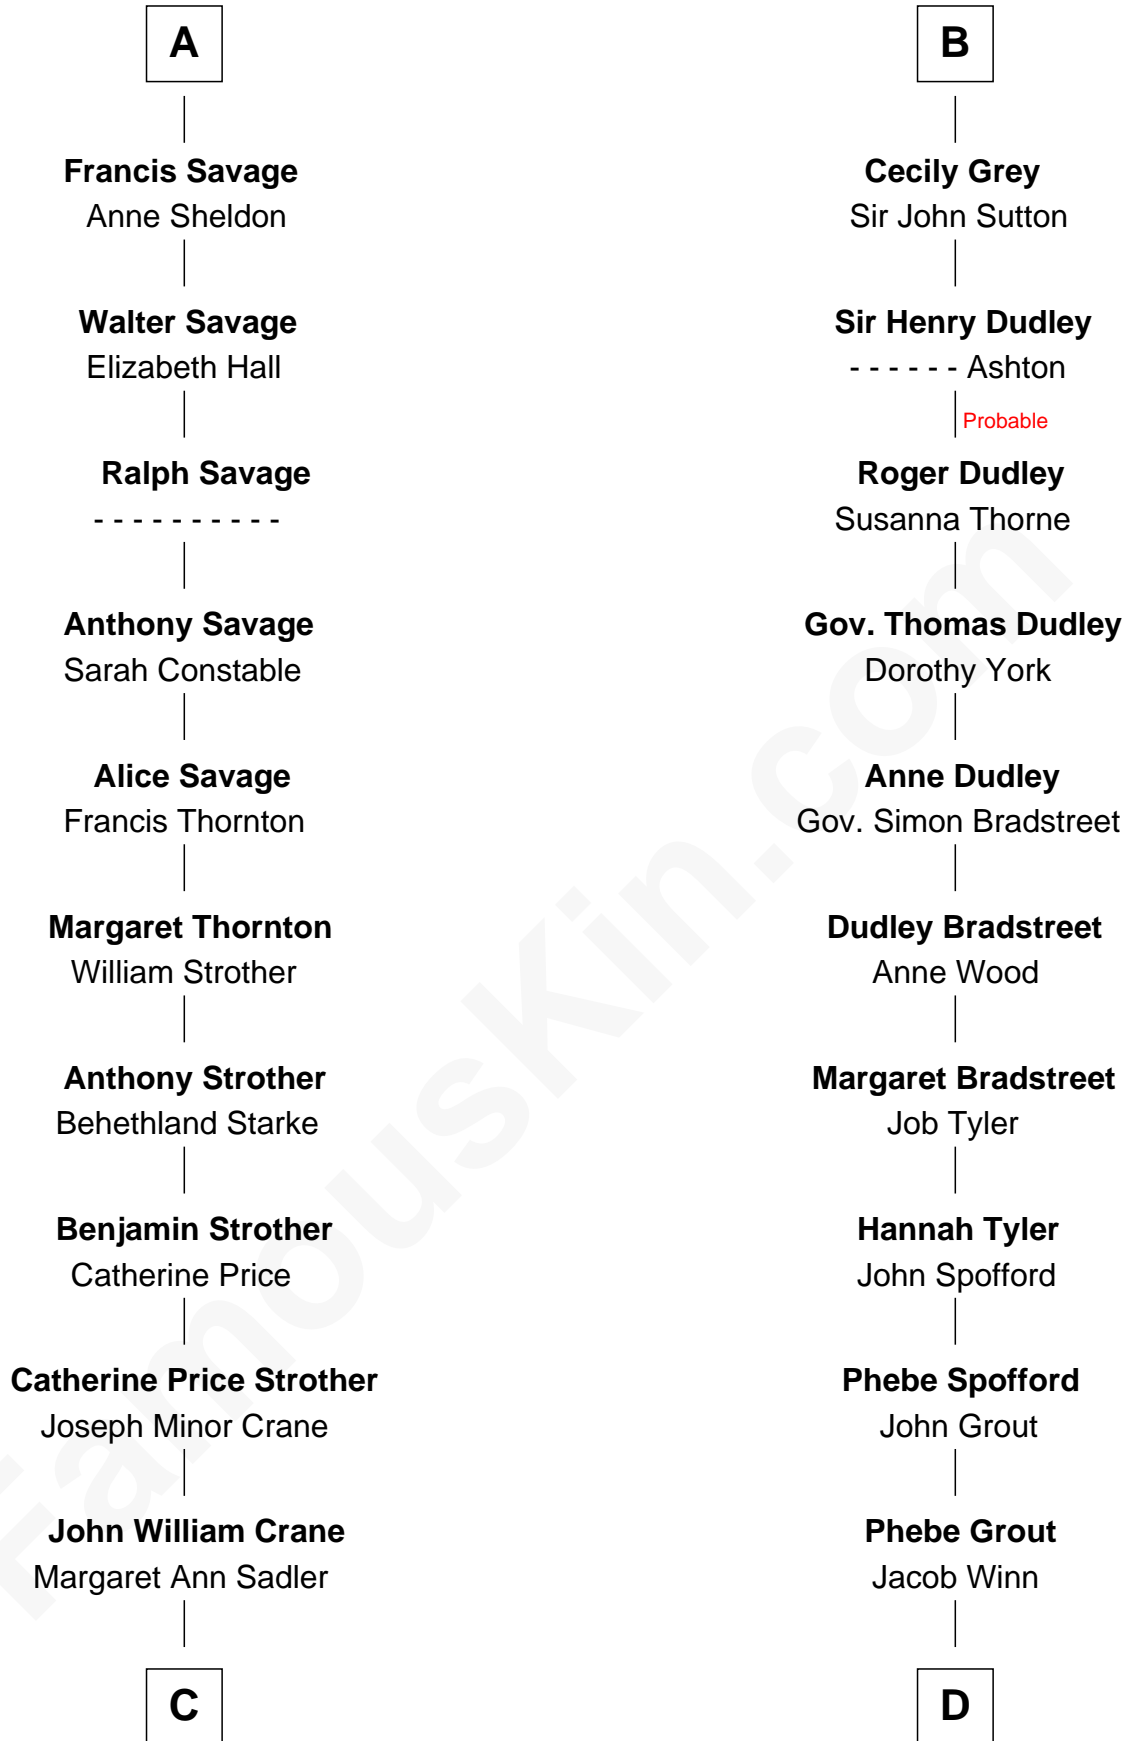 A
Francis Savage
Anne Sheldon
Walter Savage
Elizabeth Hall
Ralph Savage
- - - - - - - - - -
Anthony Savage
Sarah Constable
Alice Savage
Francis Thornton
Margaret Thornton
William Strother
Anthony Strother
Behethland Starke
Benjamin Strother
Catherine Price
Catherine Price Strother
Joseph Minor Crane
John William Crane
Margaret Ann Sadler
C
B
Cecily Grey
Sir John Sutton
Sir Henry Dudley
- - - - - - Ashton
Probable
Roger Dudley
Susanna Thorne
Gov. Thomas Dudley
Dorothy York
Anne Dudley
Gov. Simon Bradstreet
Dudley Bradstreet
Anne Wood
Margaret Bradstreet
Job Tyler
Hannah Tyler
John Spofford
Phebe Spofford
John Grout
Phebe Grout
Jacob Winn
D
FamousKin.com